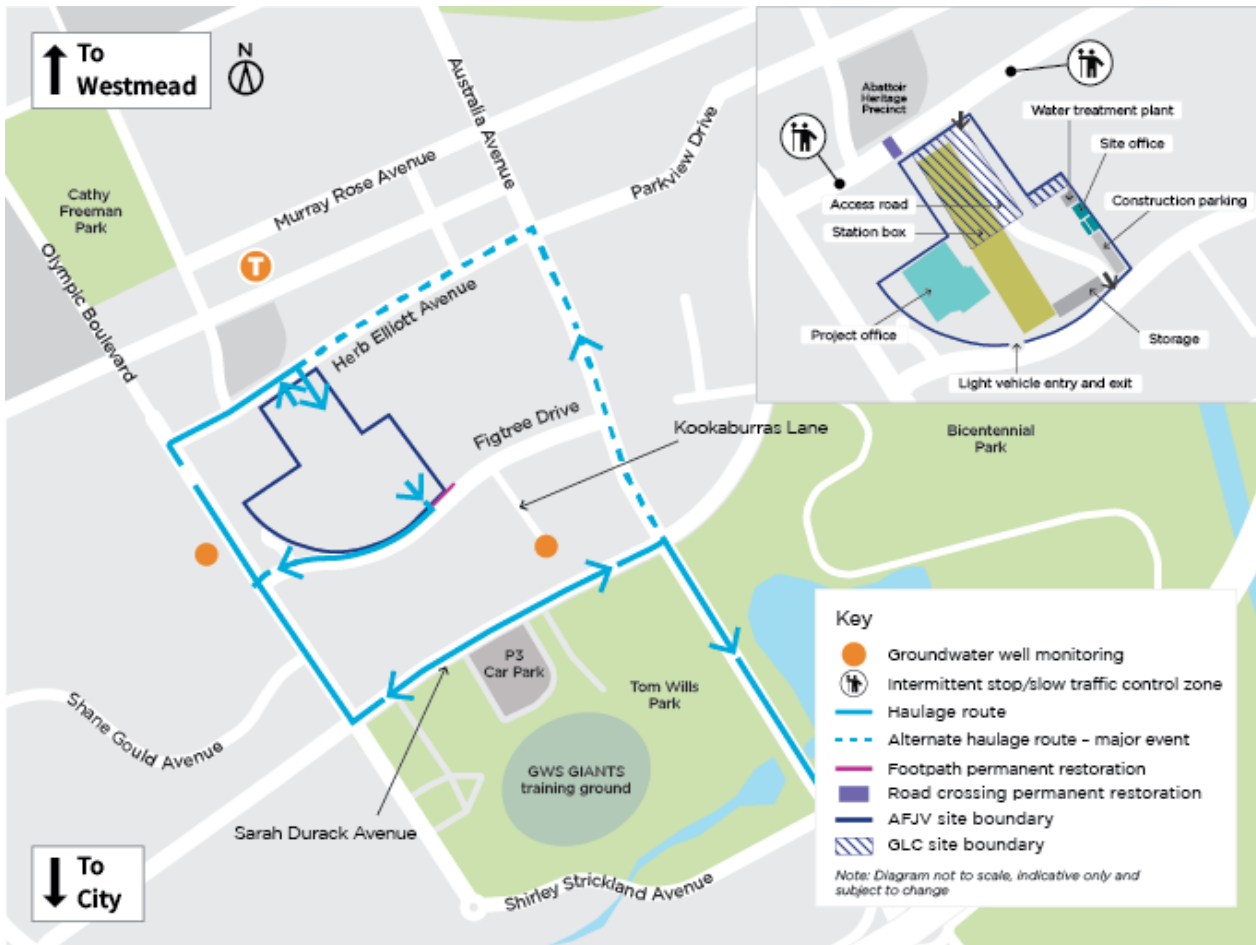 To
Westmead
N
Australia Avenue
Murray Rose Avenue
Parkview Drive
Cathy
Freeman
Park
T
Olympic Boulevard
Herb Elliott Avenue
Figtree Drive
Kookaburras Lane
Abattoir
Heritage
Precinct
Water treatment plant
Site office
Construction parking
Access road
Station box
Project office
Storage
Light vehicle entry and exit
Bicentennial
Park
P3
Car Park
Tom Wills
Park
Shane Gould Avenue
GWS GIANTS
training ground
Sarah Durack Avenue
Shirley Strickland Avenue
To
City
Key
Groundwater well monitoring
Intermittent stop/slow traffic control zone
Haulage route
Alternate haulage route – major event
Footpath permanent restoration
Road crossing permanent restoration
AFJV site boundary
GLC site boundary
Note: Diagram not to scale, indicative only and
subject to change